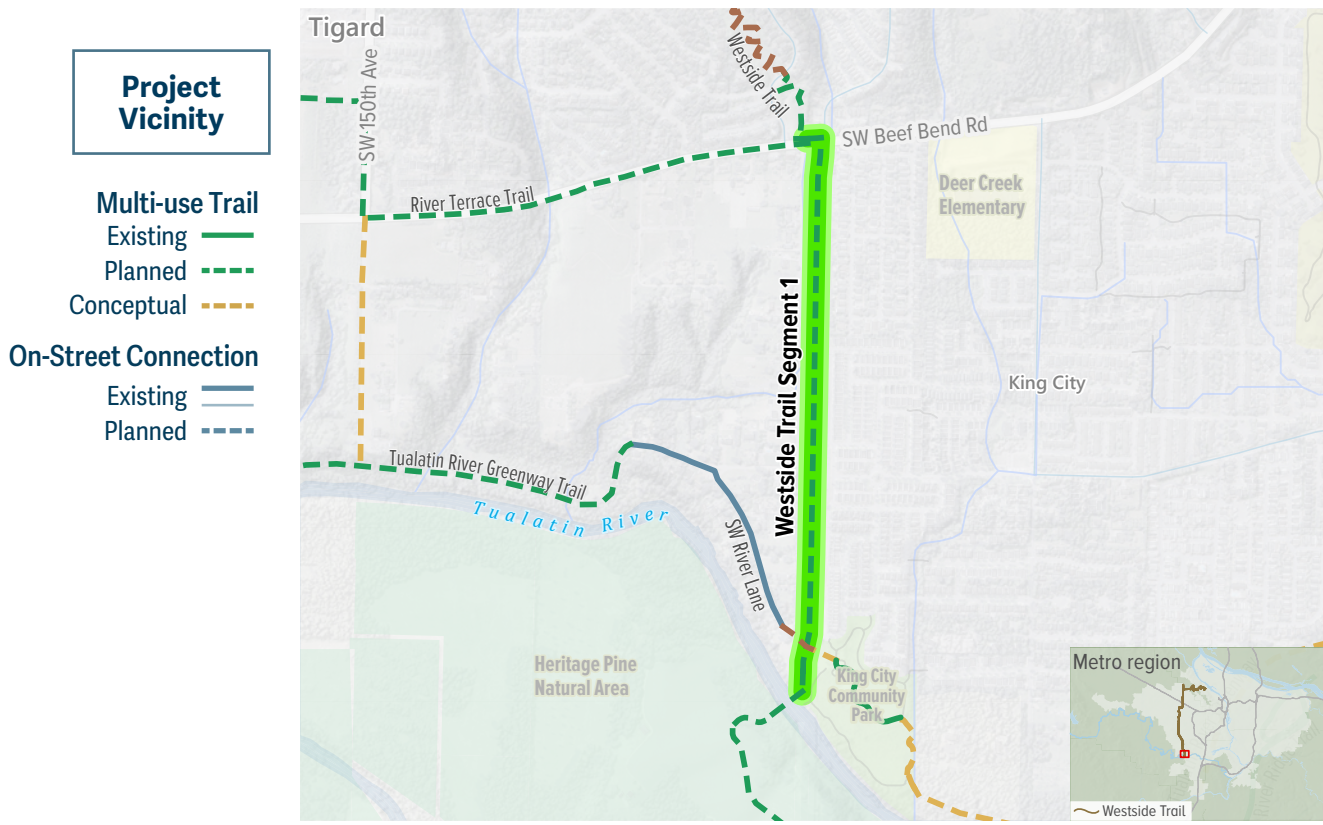 Project
Vicinity
Multi-use Trail
Existing
Planned
Conceptual
On-Street Connection
Existing
Planned
Tigard
SW 150th Ave
Westside Trail
SW Beef Bend Rd
River Terrace Trail
Deer Creek
Elementary
Westside Trail Segment 1
King City
Tualatin River Greenway Trail
Tualatin River
SW River Lane
Heritage Pine
Natural Area
King City
Community
Park
Metro region
Westside Trail